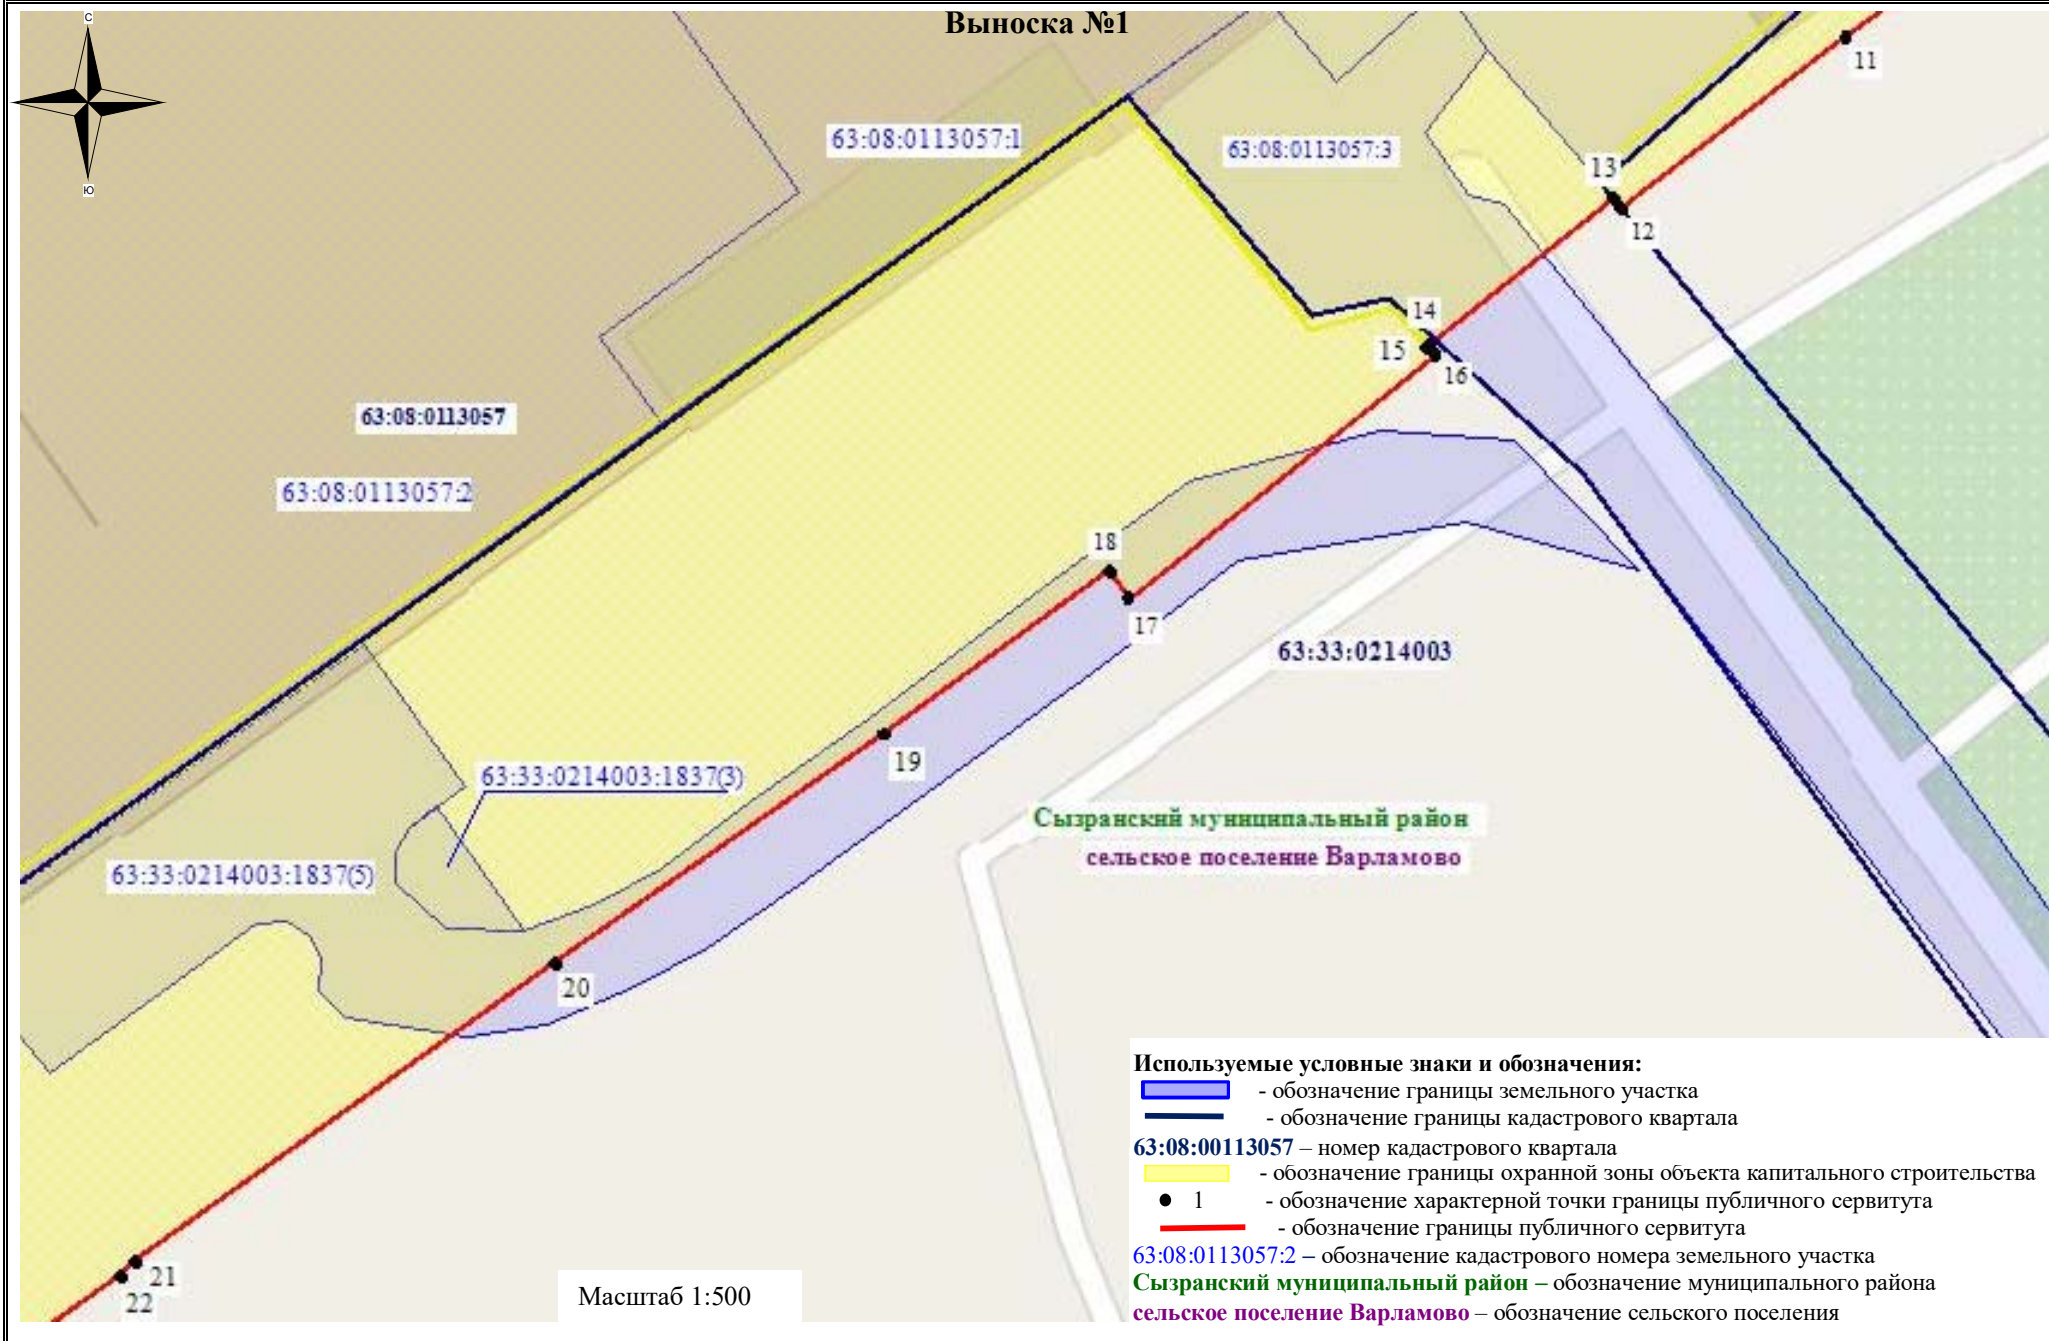 Выноска №1
С
Ю
11
63:08:0113057:1
63:08:0113057:3
13
12
14
15
16
63:08:0113057
63:08:0113057:2
18
17
63:33:0214003
19
63:33:0214003:1837(3)
Сызранский муниципальный район
сельское поселение Варламово
63:33:0214003:1837(5)
20
21
22
Масштаб 1:500
Используемые условные знаки и обозначения:
- обозначение границы земельного участка
- обозначение границы кадастрового квартала
63:08:00113057 – номер кадастрового квартала
- обозначение границы охранной зоны объекта капитального строительства
1 - обозначение характерной точки границы публичного сервитута
- обозначение границы публичного сервитута
63:08:0113057:2 – обозначение кадастрового номера земельного участка
Сызранский муниципальный район – обозначение муниципального района
сельское поселение Варламово – обозначение сельского поселения